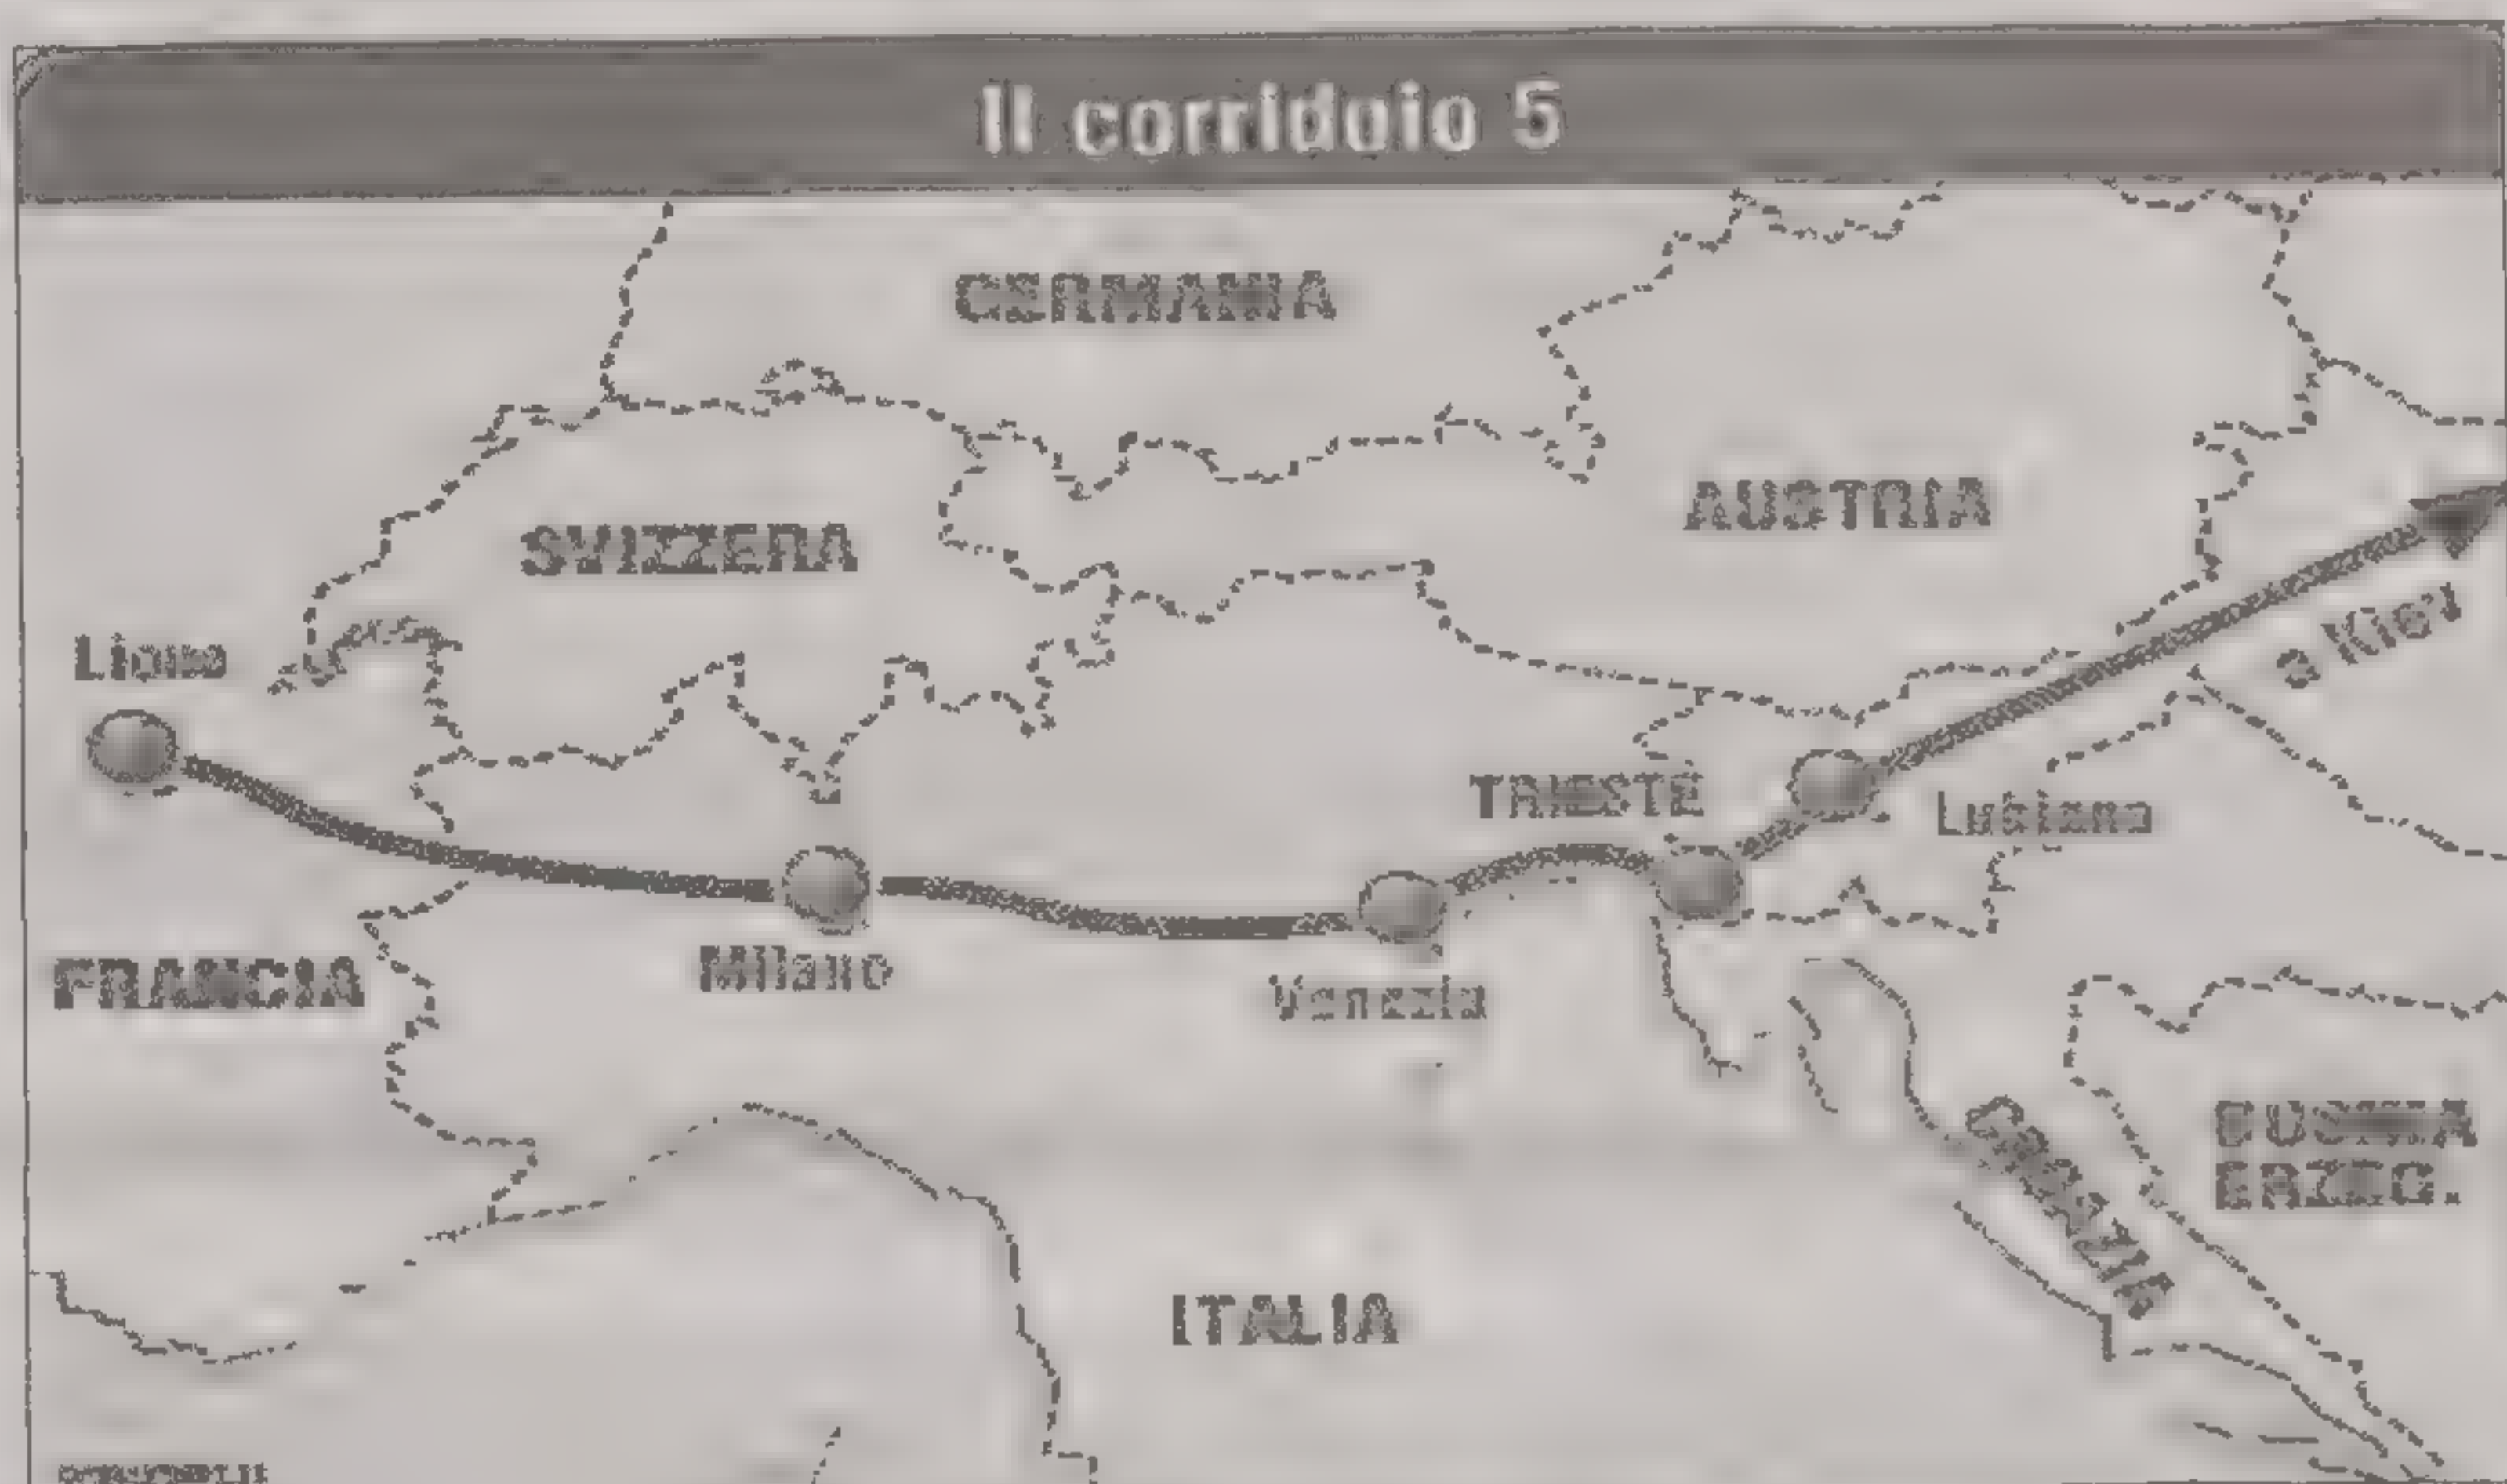 Il corridoio 5
GERMANIA
AUSTRIA
SVIZZERA
a Kiev
Lione
TRIESTE
Lubiana
FRANCIA
Milano
Venezia
CROAZIA
BOSNIA
ERZEG.
ITALIA